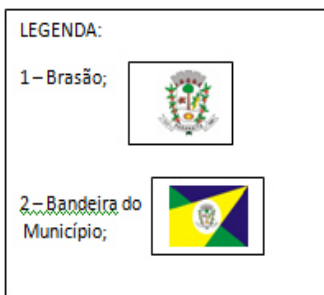 LEGENDA:
1 – Brasão;
2 – Bandeira do
Município;